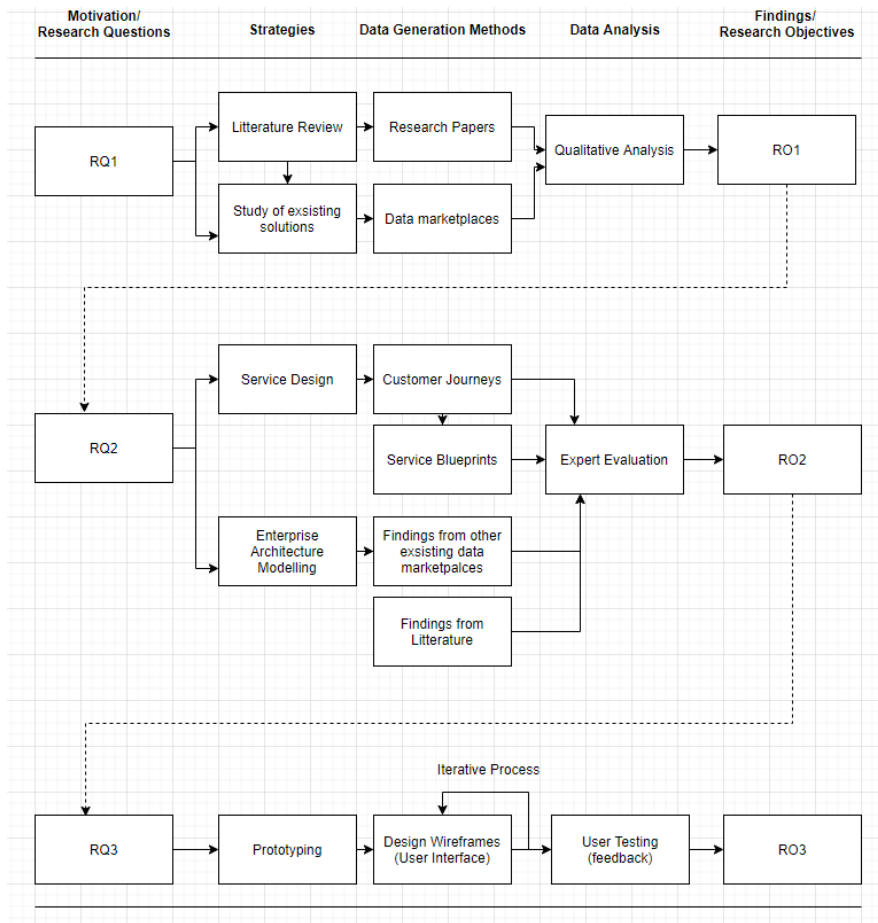 Motivation/
Research Questions
Strategies
Data Generation Methods
Data Analysis
Findings/
Research Objectives
RQ1
Litterature Review
Research Papers
Qualitative Analysis
RO1
Study of exsisting
solutions
Data marketplaces
RQ2
Service Design
Customer Journeys
Service Blueprints
Expert Evaluation
RO2
Enterprise
Architecture
Modelling
Findings from other
exsisting data
marketpalces
Findings from
Litterature
Iterative Process
RQ3
Prototyping
Design Wireframes
(User Interface)
User Testing
(feedback)
RO3